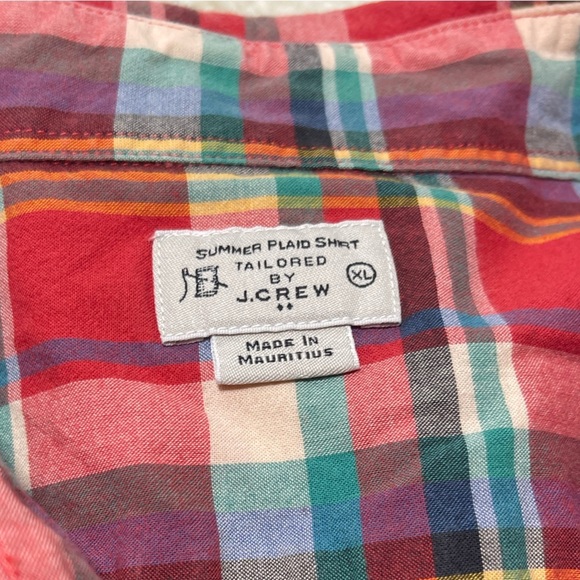 SUMMER PLAID SHIRT
TAILORED
BY
J.CREW
XL
MADE IN
MAURITIUS